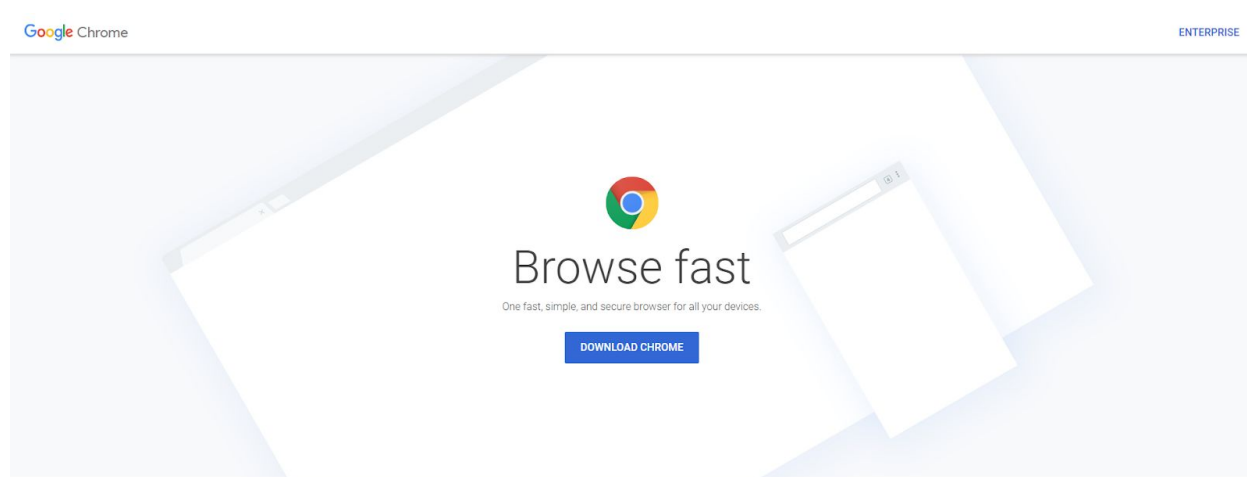 Google Chrome
ENTERPRISE
Browse fast
One fast, simple, and secure browser for all your devices.
DOWNLOAD CHROME